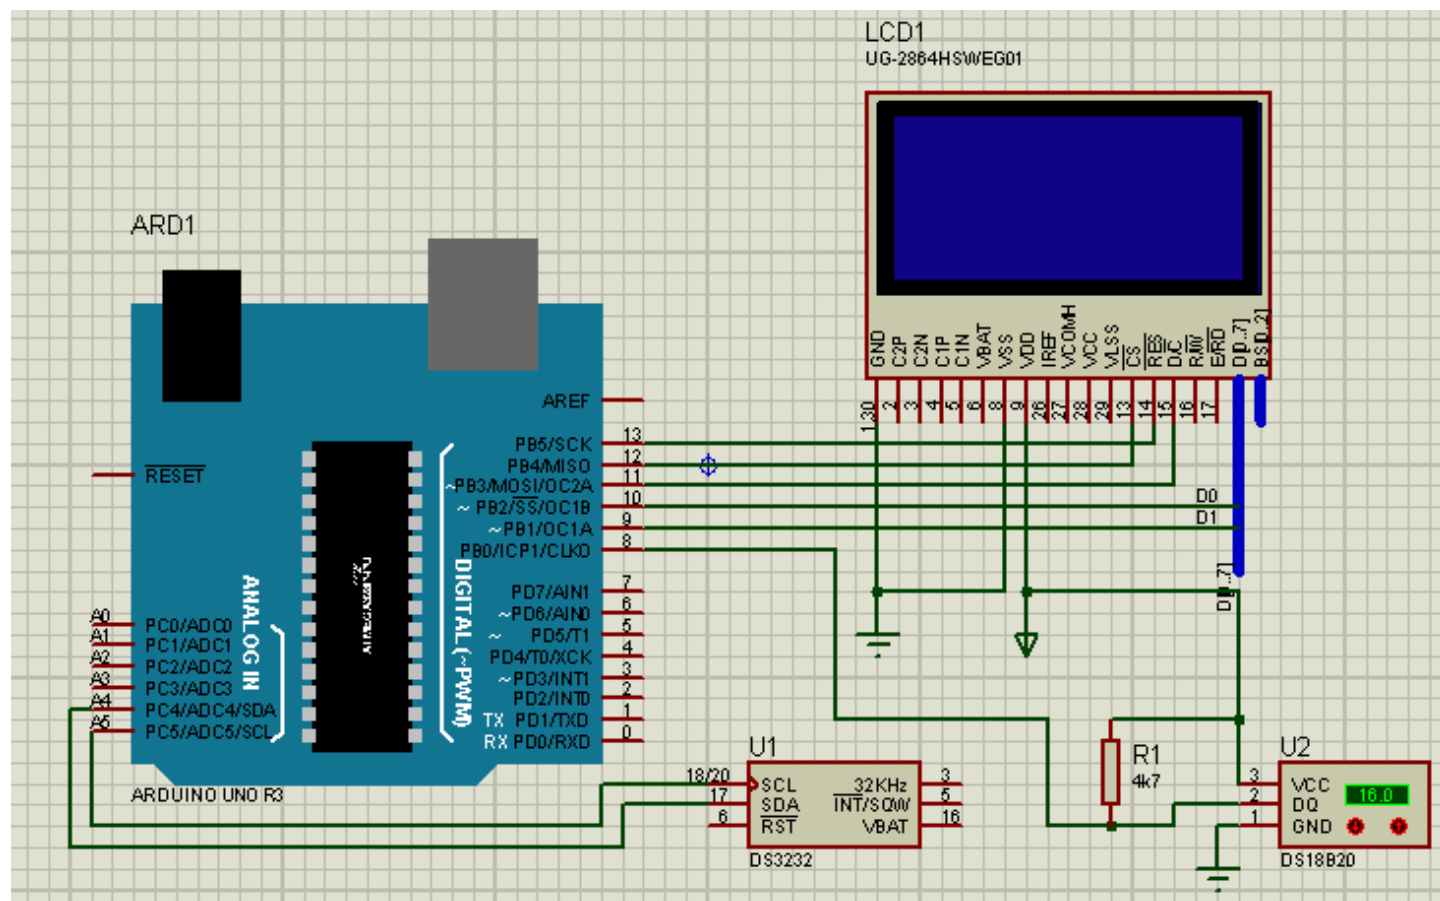 LCD1
UG-2864HSWEG01
GND
C2P
C2N
C1P
C1N
VBAT
VSS
VDD
IREF
VCOMH
VCC
VLSS
CS
RES
D/C
R/W
E/RD
D[0..7]
BS[0..2]
1,30
2
3
4
5
6
8
9
26
27
28
29
13
14
15
16
17
ARD1
RESET
AREF
PB5/SCK 13
PB4/MISO 12
~PB3/MOSI/OC2A 11
~ PB2/SS/OC1B 10
~PB1/OC1A 9
PB0/ICP1/CLKO 8
PD7/AIN1 7
~PD6/AIN0 6
~ PD5/T1 5
PD4/T0/XCK 4
~PD3/INT1 3
PD2/INT0 2
TX PD1/TXD 1
RX PD0/RXD 0
DIGITAL (~PWM)
ANALOG IN
A0 PC0/ADC0
A1 PC1/ADC1
A2 PC2/ADC2
A3 PC3/ADC3
A4 PC4/ADC4/SDA
A5 PC5/ADC5/SCL
ARDUINO UNO R3
D0
D1
U1
18/20 SCL
17 SDA
6 RST
32KHz 3
INT/SQW 5
VBAT 16
DS3232
R1
4k7
U2
3 VCC
2 DQ
1 GND
16.0
DS18B20